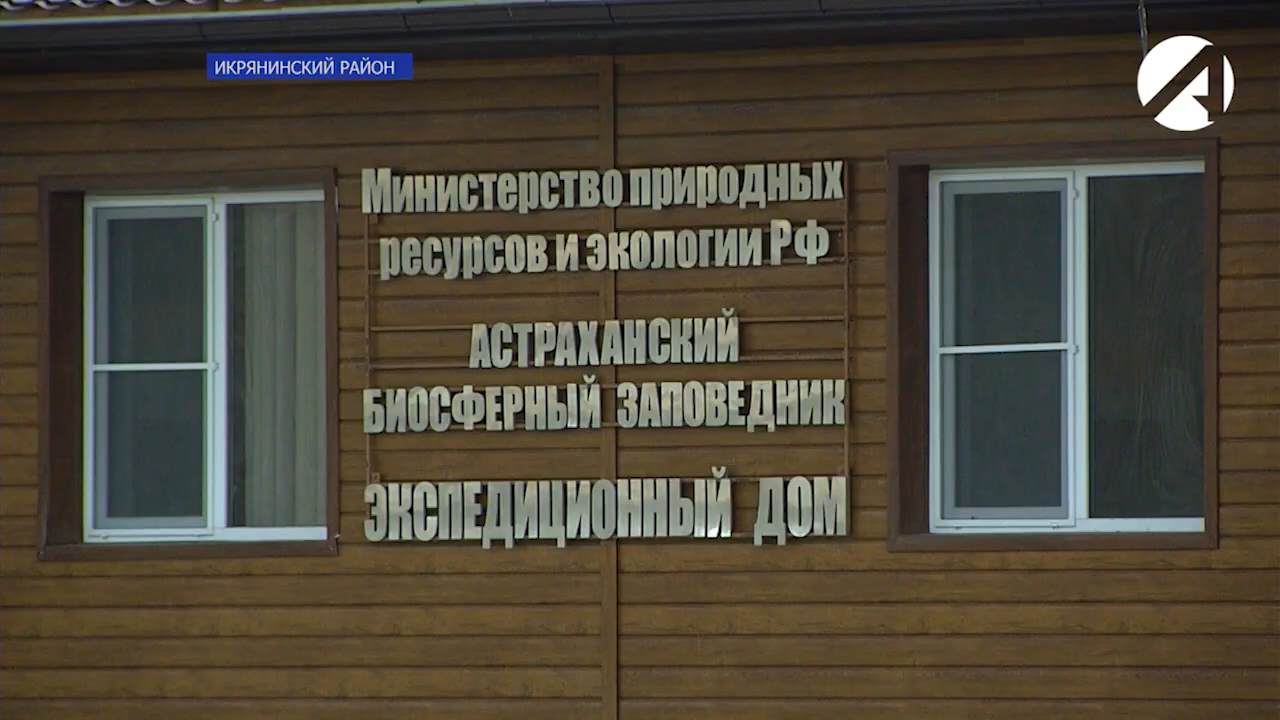 ИКРЯНИНСКИЙ РАЙОН
Министерство природных
ресурсов и экологии РФ
АСТРАХАНСКИЙ
БИОСФЕРНЫЙ ЗАПОВЕДНИК
ЭКСПЕДИЦИОННЫЙ ДОМ